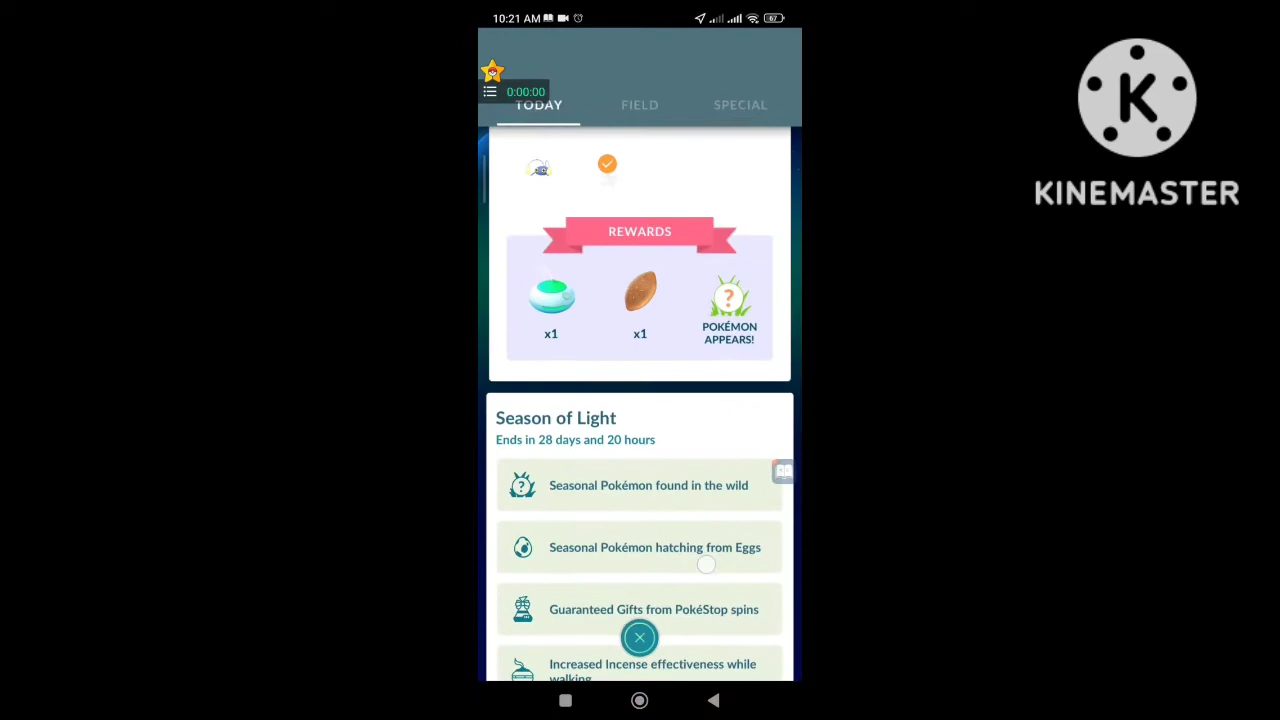 10:21 AM
67
0:00:00
TODAY FIELD SPECIAL
REWARDS
x1 x1 POKÉMON
APPEARS!
Season of Light
Ends in 28 days and 20 hours
Seasonal Pokémon found in the wild
Seasonal Pokémon hatching from Eggs
Guaranteed Gifts from PokéStop spins
Increased Incense effectiveness while
walking
K
KINEMASTER